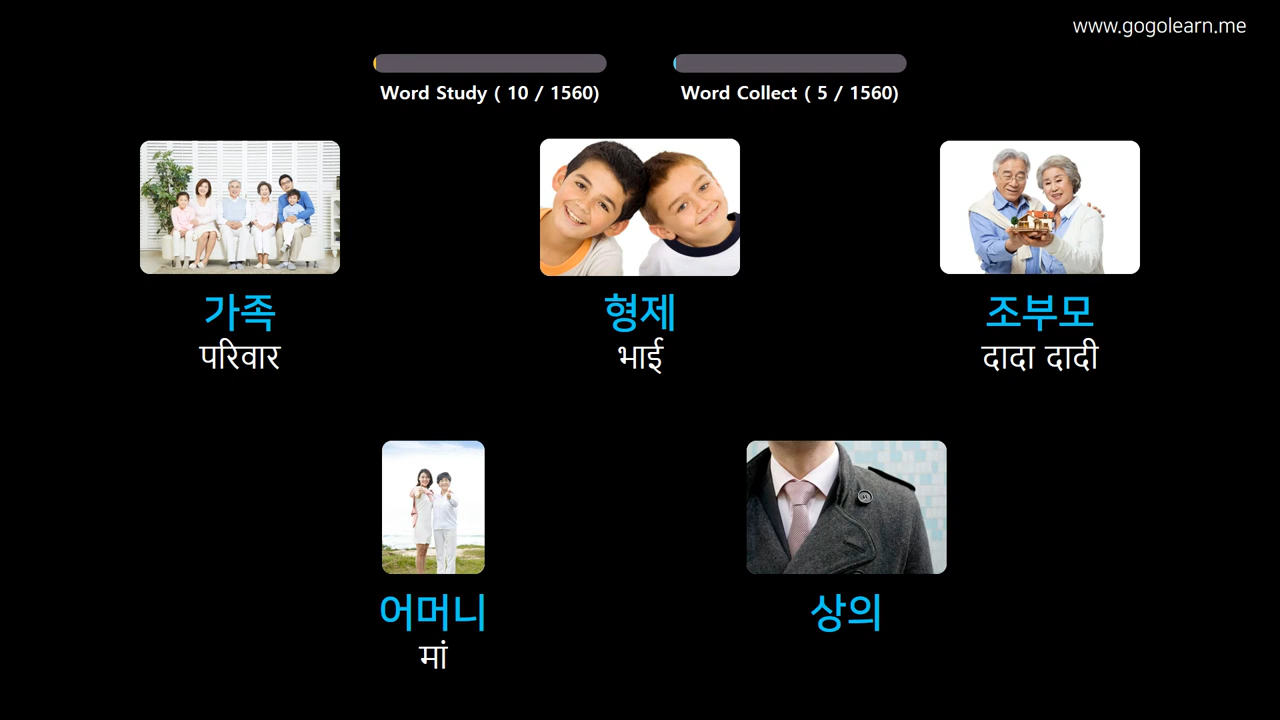 www.gogolearn.me
Word Study ( 10 / 1560)
Word Collect ( 5 / 1560)
가족
परिवार
형제
भाई
조부모
दादा दादी
어머니
मां
상의